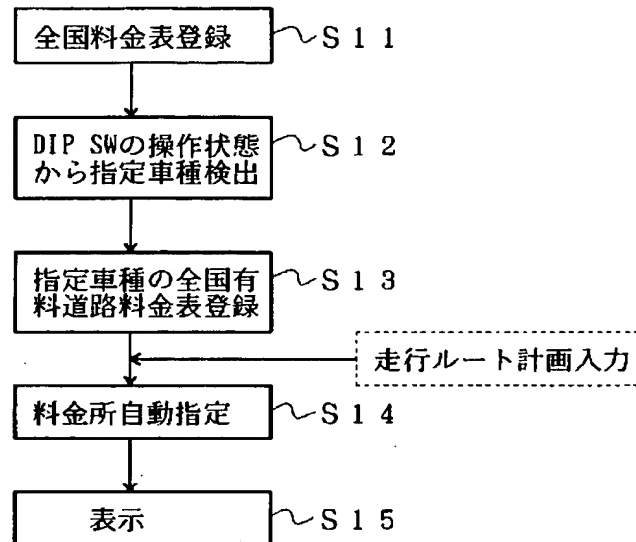 全国料金表登録 S11
DIP SWの操作状態 S12
から指定車種検出
指定車種の全国有 S13
料道路料金表登録
走行ルート計画入力
料金所自動指定 S14
表示 S15